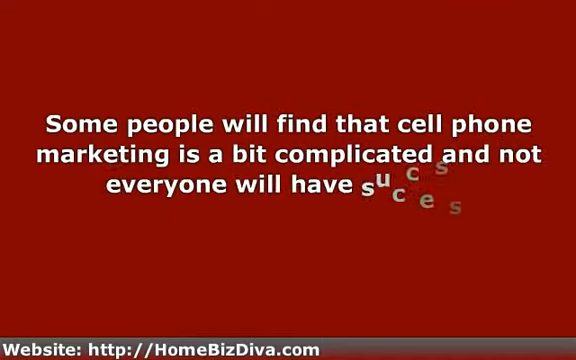 Some people will find that cell phone
marketing is a bit complicated and not
everyone will have success
Website: http://HomeBizDiva.com